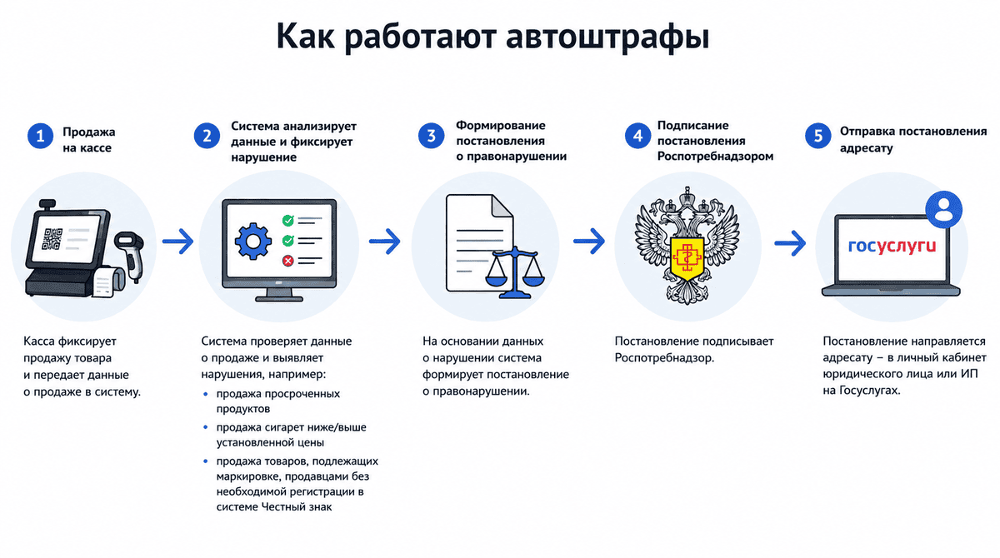 Как работают автоштрафы
1
Продажа
на кассе
Касса фиксирует
продажу товара
и передает данные
о продаже в систему.
2
Система анализирует
данные и фиксирует
нарушение
Система проверяет данные
о продаже и выявляет
нарушения, например:
• продажа просроченных
продуктов
• продажа сигарет ниже/выше
установленной цены
• продажа товаров, подлежащих
маркировке, продавцами без
необходимой регистрации в
системе Честный знак
3
Формирование
постановления
о правонарушении
На основании данных
о нарушении система
формирует постановление
о правонарушении.
4
Подписание
постановления
Роспотребнадзором
Постановление подписывает
Роспотребнадзор.
5
Отправка постановления
адресату
госуслуги
Постановление направляется
адресату – в личный кабинет
юридического лица или ИП
на Госуслугах.